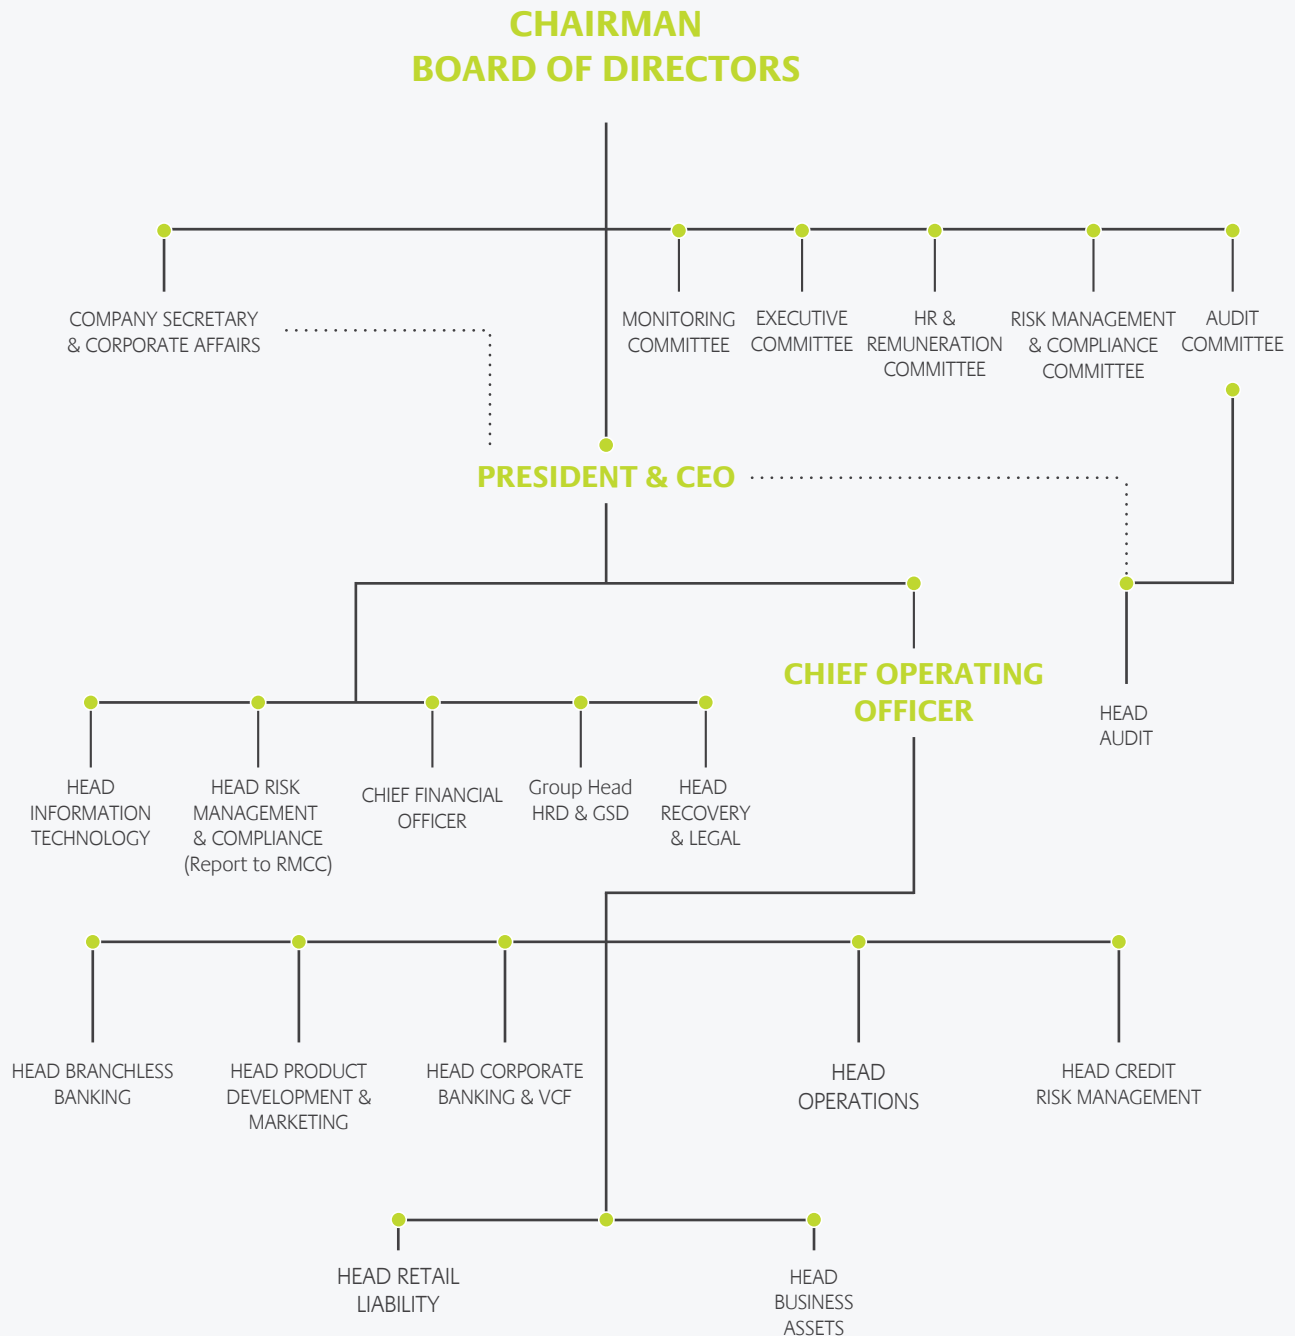 CHAIRMAN
BOARD OF DIRECTORS
COMPANY SECRETARY
& CORPORATE AFFAIRS
MONITORING
COMMITTEE
EXECUTIVE
COMMITTEE
HR &
REMUNERATION
COMMITTEE
RISK MANAGEMENT
& COMPLIANCE
COMMITTEE
AUDIT
COMMITTEE
PRESIDENT & CEO
CHIEF OPERATING
OFFICER
HEAD
AUDIT
HEAD
INFORMATION
TECHNOLOGY
HEAD RISK
MANAGEMENT
& COMPLIANCE
(Report to RMCC)
CHIEF FINANCIAL
OFFICER
Group Head
HRD & GSD
HEAD
RECOVERY
& LEGAL
HEAD BRANCHLESS
BANKING
HEAD PRODUCT
DEVELOPMENT &
MARKETING
HEAD CORPORATE
BANKING & VCF
HEAD
OPERATIONS
HEAD CREDIT
RISK MANAGEMENT
HEAD RETAIL
LIABILITY
HEAD
BUSINESS
ASSETS